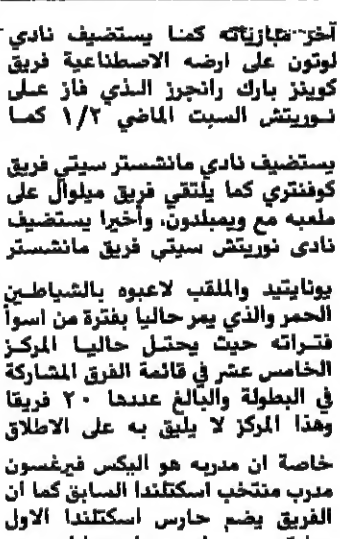 آخر مبارياته كما يستضيف نادي
لوتون على ارضه الاصطناعية فريق
كوينز بارك رانجرز الذي فاز على
نوريتش السبت الماضي ١/٢ كما
يستضيف نادي مانشستر سيتي فريق
كوفنتري كما يلتقي فريق ميلوال على
ملعبه مع ويمبلدون، وأخيرا يستضيف
نادى نوريتش سيتي فريق مانشستر
يونايتيد والملقب لاعبوه بالشياطين
الحمر والذي يمر حاليا بفترة من اسوأ
فتراته حيث يحتل حاليا المركز
الخامس عشر في قائمة الفرق المشاركة
في البطولة والبالغ عددها ٢٠ فريقا
وهذا المركز لا يليق به على الاطلاق
خاصة ان مدربه هو اليكس فيرغسون
مدرب منتخب اسكتلندا السابق كما ان
الفريق يضم حارس اسكتلندا الاول